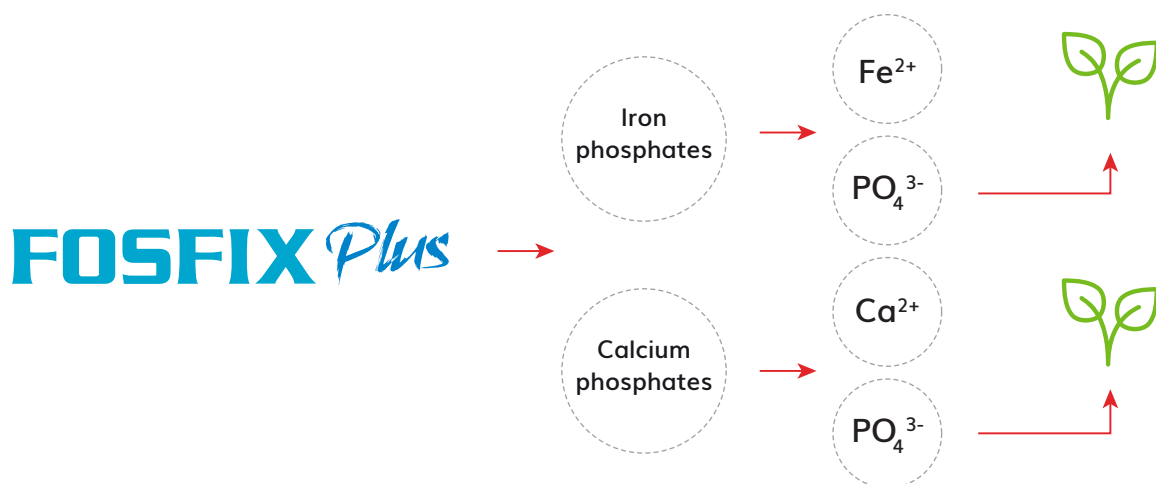 FOSFIX Plus
Iron
phosphates
Fe²⁺
PO₄³⁻
Calcium
phosphates
Ca²⁺
PO₄³⁻